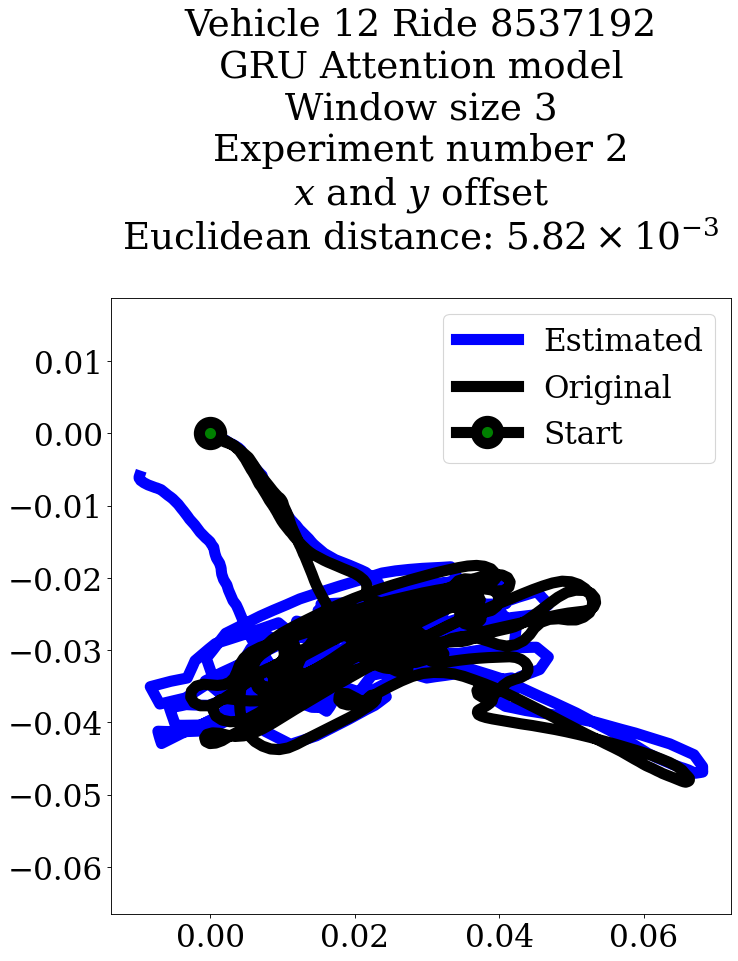 Vehicle 12 Ride 8537192
GRU Attention model
Window size 3
Experiment number 2
x and y offset
Euclidean distance: 5.82 × 10⁻³
Estimated
Original
Start
0.01
0.00
−0.01
−0.02
−0.03
−0.04
−0.05
−0.06
0.00 0.02 0.04 0.06